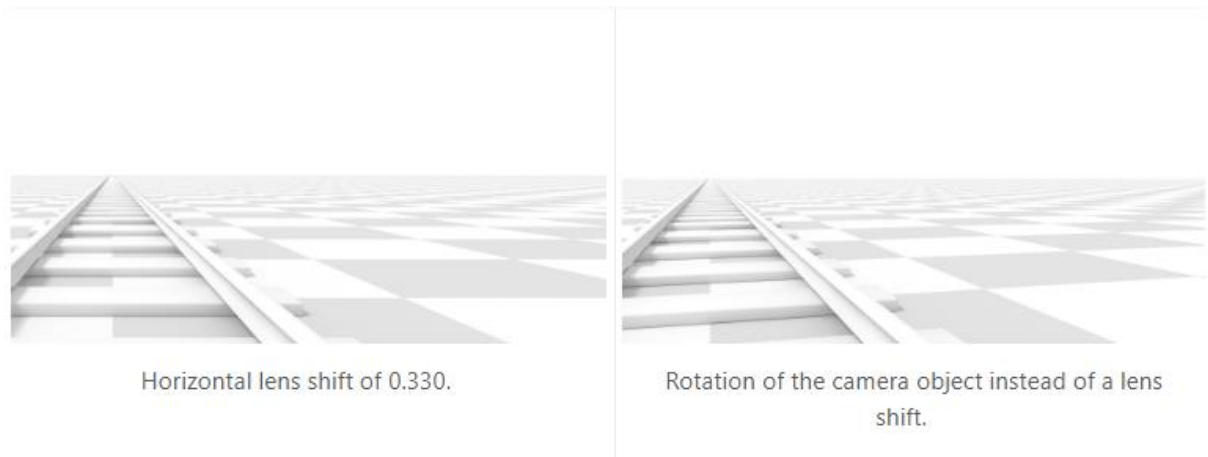 Horizontal lens shift of 0.330.
Rotation of the camera object instead of a lens
shift.